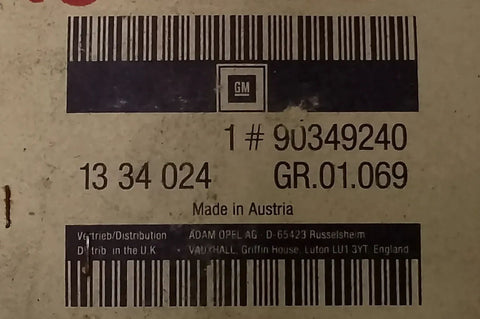 GM
1 # 90349240
13 34 024 GR.01.069
Made in Austria
Vertrieb/Distribution ADAM OPEL AG · D-65423 Rüsselsheim
Distrib. in the U.K. · VAUXHALL, Griffin House, Luton LU1 3YT, England